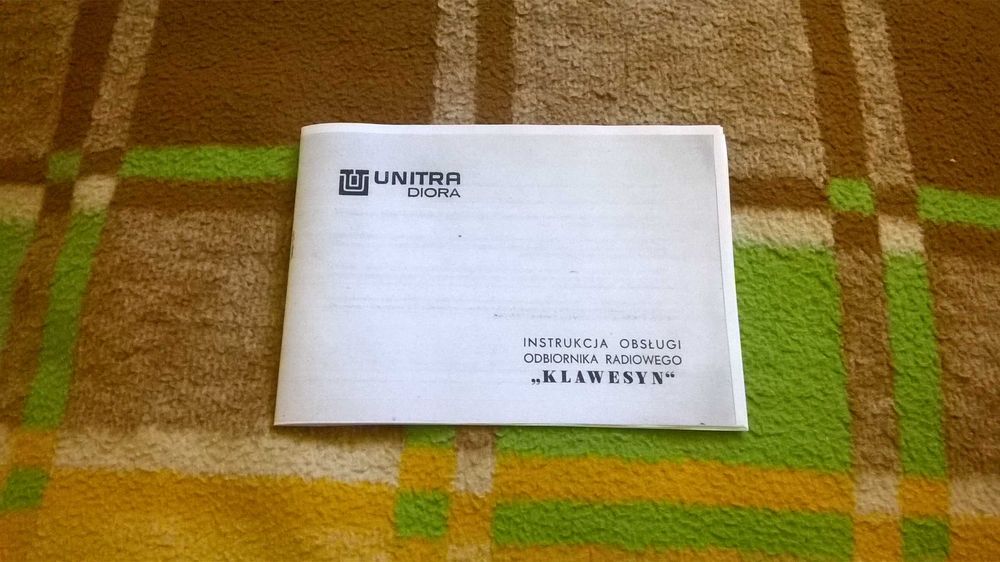 UNITRA
DIORA
INSTRUKCJA OBSŁUGI
ODBIORNIKA RADIOWEGO
„KLAWESYN“